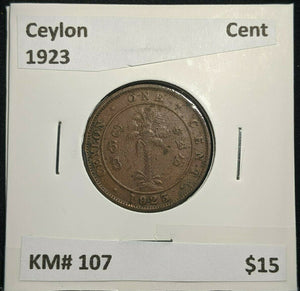 Ceylon
Cent
1923
CEYLON · ONE CENT
1923
KM# 107
$15